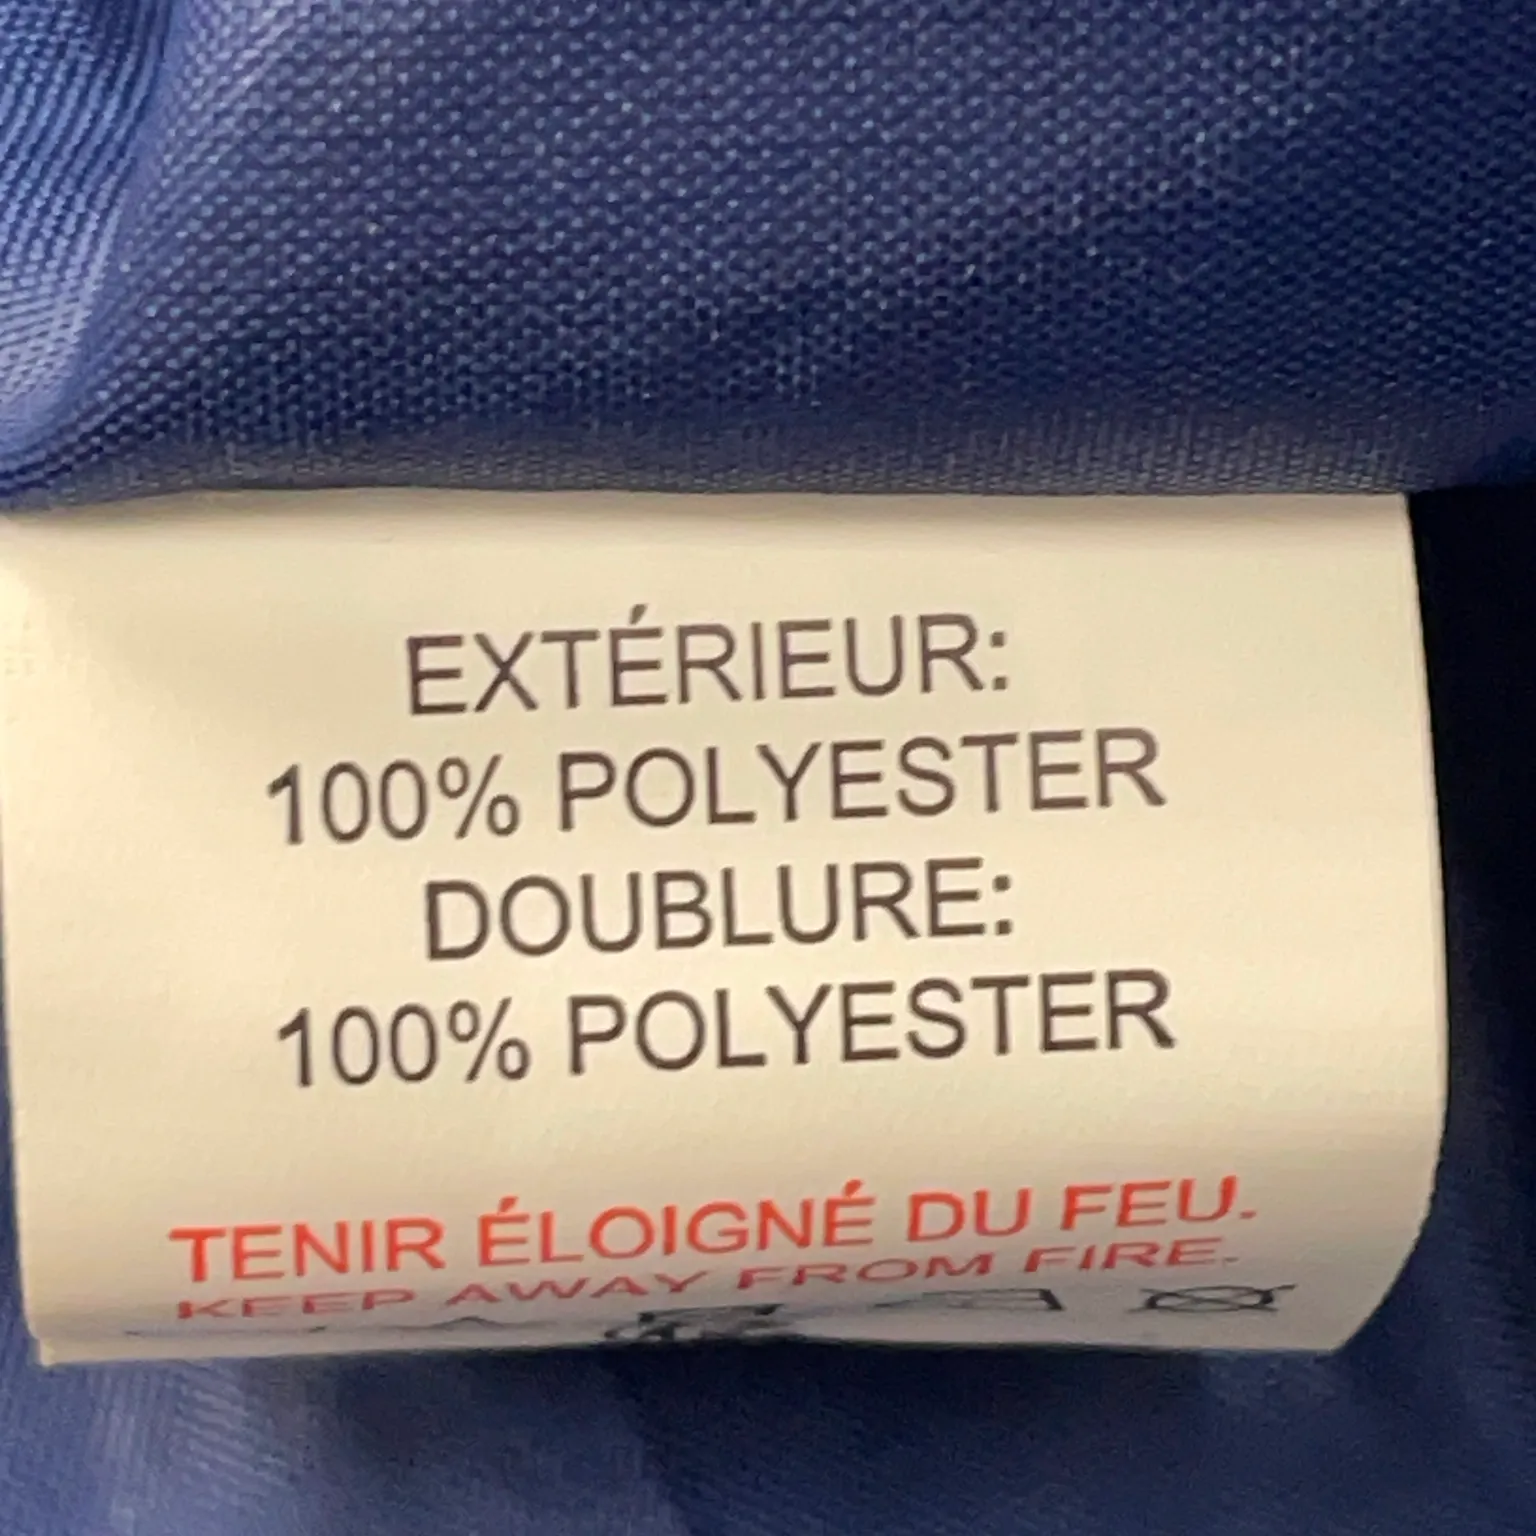 EXTÉRIEUR:
100% POLYESTER
DOUBLURE:
100% POLYESTER
TENIR ÉLOIGNÉ DU FEU.
KEEP AWAY FROM FIRE.